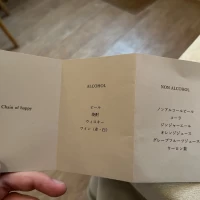 Chain of happy
ALCOHOL
ビール
焼酎
ウィスキー
ワイン（赤・白）
NON ALCOHOL
ノンアルコールビール
コーラ
ジンジャーエール
オレンジジュース
グレープフルーツジュース
ウーロン茶